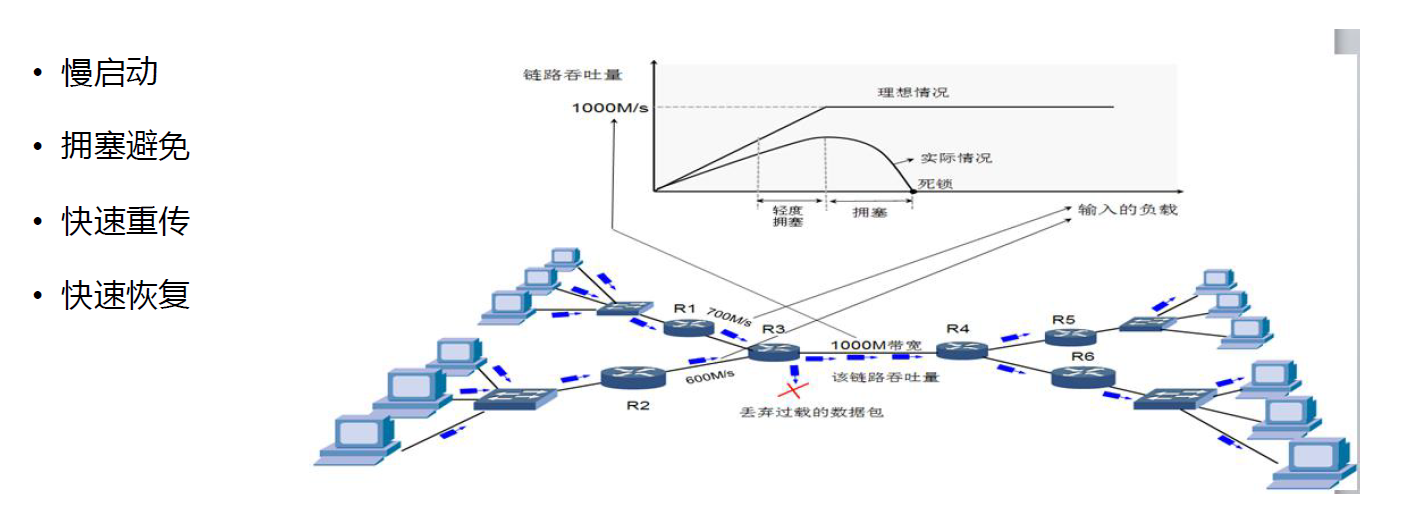 • 慢启动
• 拥塞避免
• 快速重传
• 快速恢复
链路吞吐量
1000M/s
理想情况
实际情况
死锁
轻度
拥塞
拥塞
输入的负载
R1
700M/s
R3
R4
R5
1000M带宽
R6
600M/s
该链路吞吐量
R2
丢弃过载的数据包